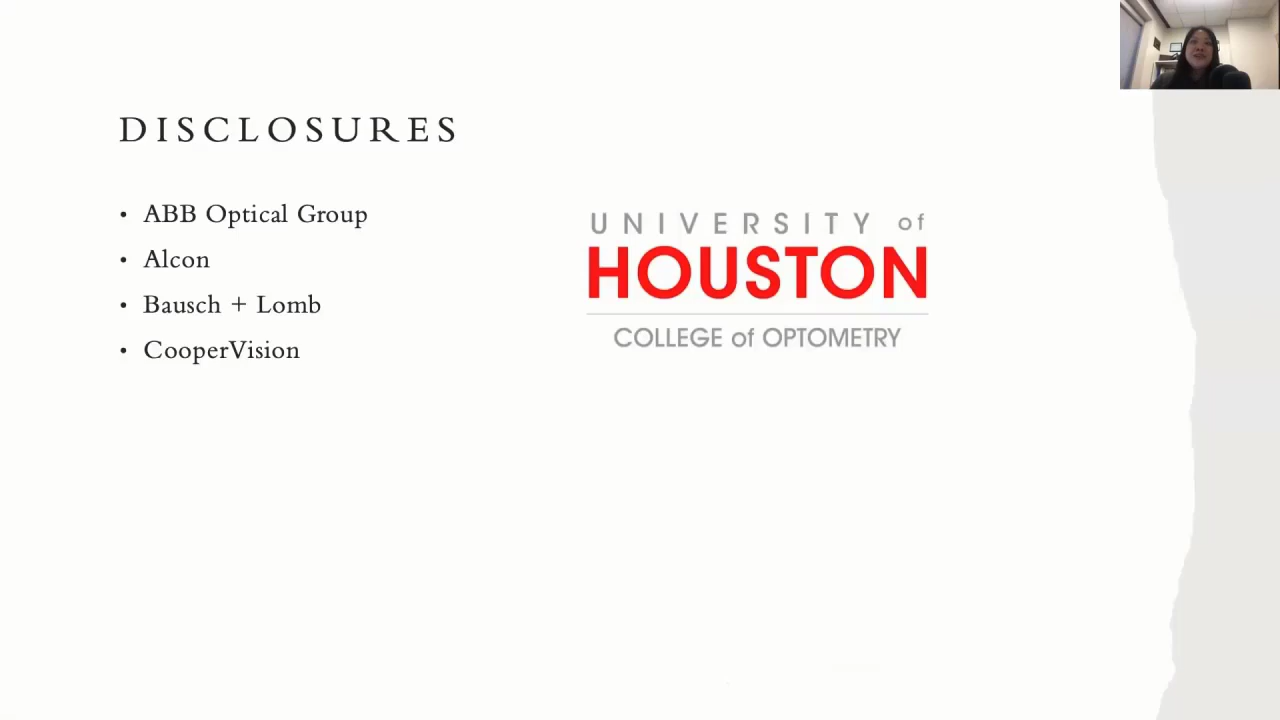 DISCLOSURES
• ABB Optical Group
• Alcon
• Bausch + Lomb
• CooperVision
UNIVERSITY of
HOUSTON
COLLEGE of OPTOMETRY